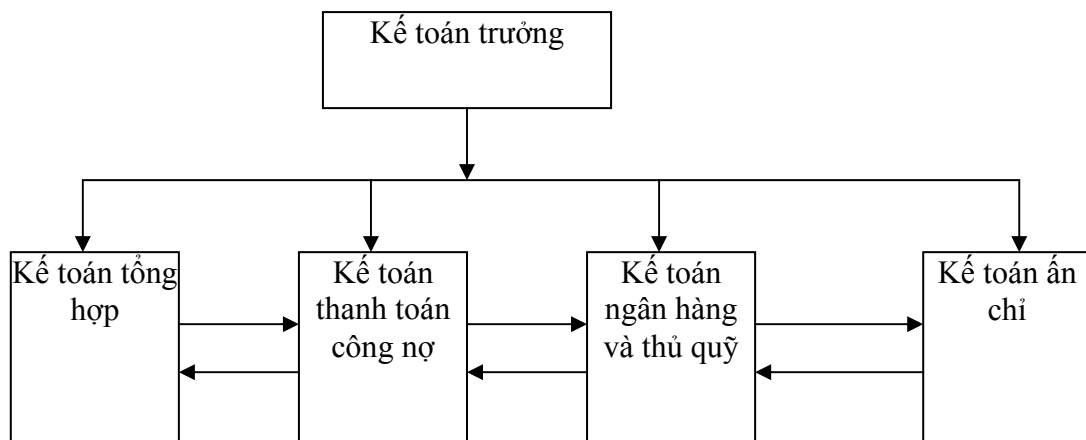 Kế toán trưởng
Kế toán tổng
hợp
Kế toán
thanh toán
công nợ
Kế toán
ngân hàng
và thủ quỹ
Kế toán ấn
chỉ